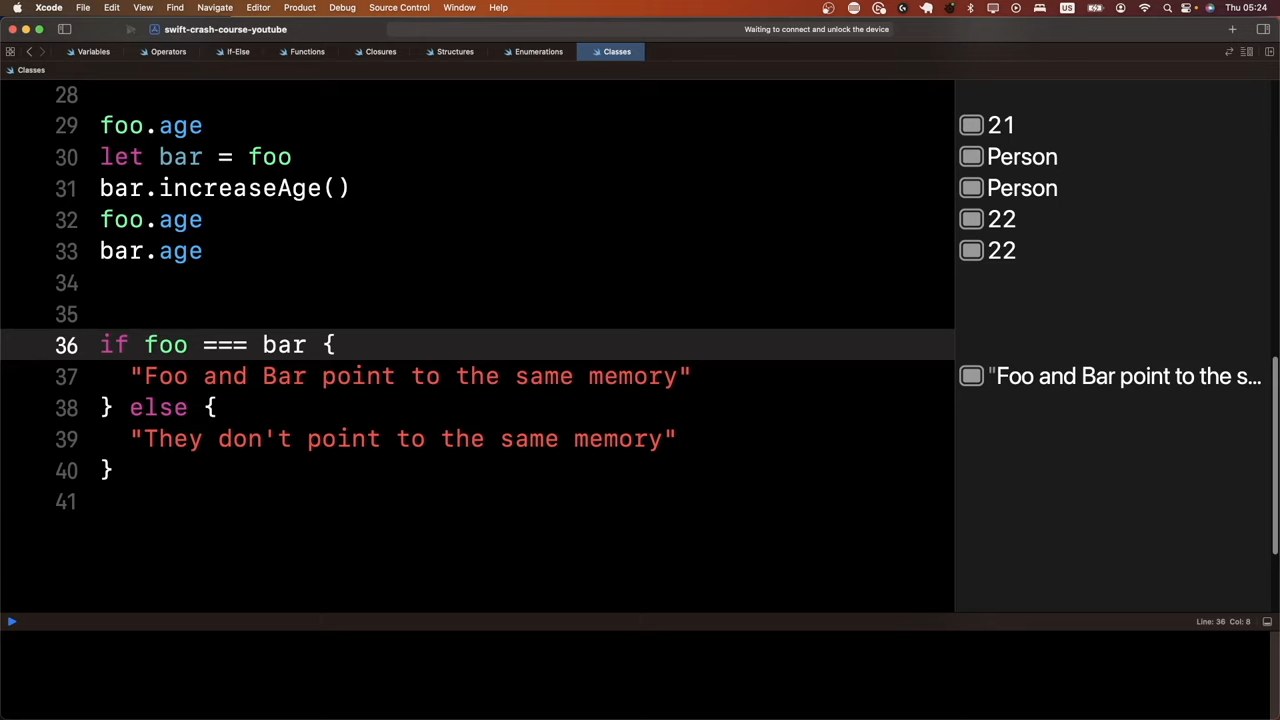 Xcode File Edit View Find Navigate Editor Product Debug Source Control Window Help US Thu 05:24
swift-crash-course-youtube Waiting to connect and unlock the device
Variables Operators If-Else Functions Closures Structures Enumerations Classes
Classes
28
29 foo.age 21
30 let bar = foo Person
31 bar.increaseAge() Person
32 foo.age 22
33 bar.age 22
34
35
36 if foo === bar {
37 "Foo and Bar point to the same memory" "Foo and Bar point to the s...
38 } else {
39 "They don't point to the same memory"
40 }
41
Line: 36 Col: 8